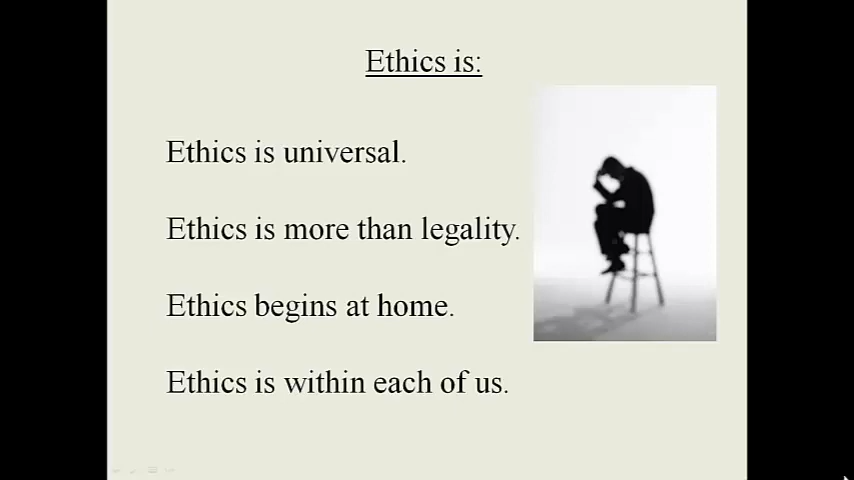 Ethics is:
Ethics is universal.
Ethics is more than legality.
Ethics begins at home.
Ethics is within each of us.